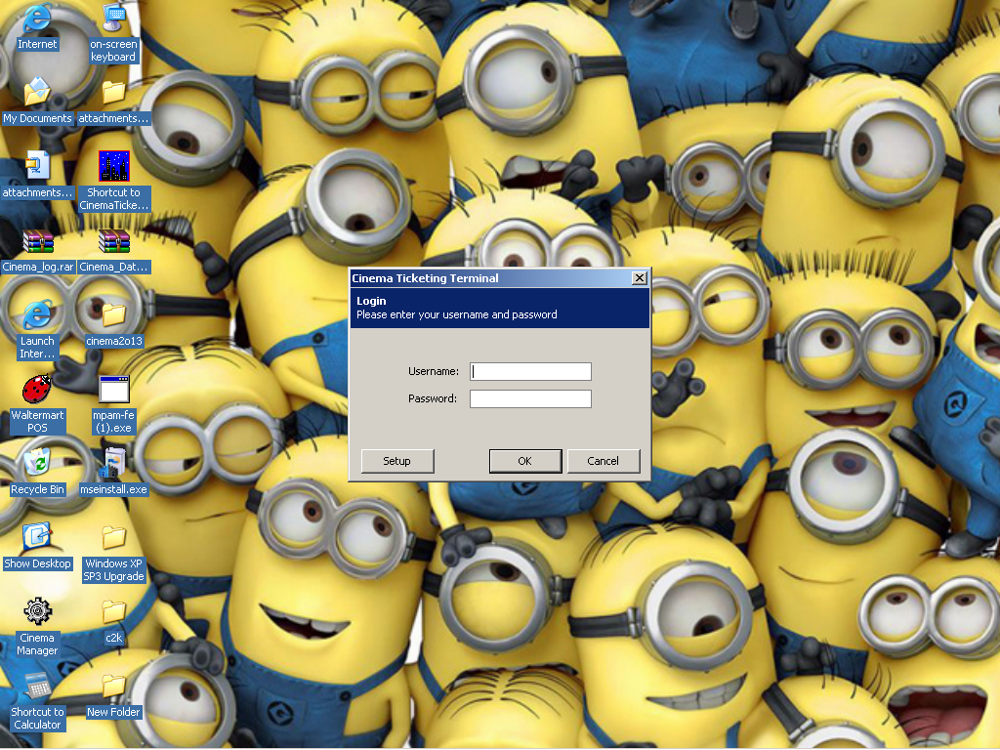 Internet
on-screen
keyboard
My Documents
attachments...
attachments...
Shortcut to
CinemaTicke...
Cinema_log.rar
Cinema_Dat...
Launch
Inter...
cinema2o13
Waltermart
POS
mpam-fe
(1).exe
Recycle Bin
mseinstall.exe
Show Desktop
Windows XP
SP3 Upgrade
Cinema
Manager
c2k
Shortcut to
Calculator
New Folder
Cinema Ticketing Terminal
Login
Please enter your username and password
Username:
Password:
Setup
OK
Cancel